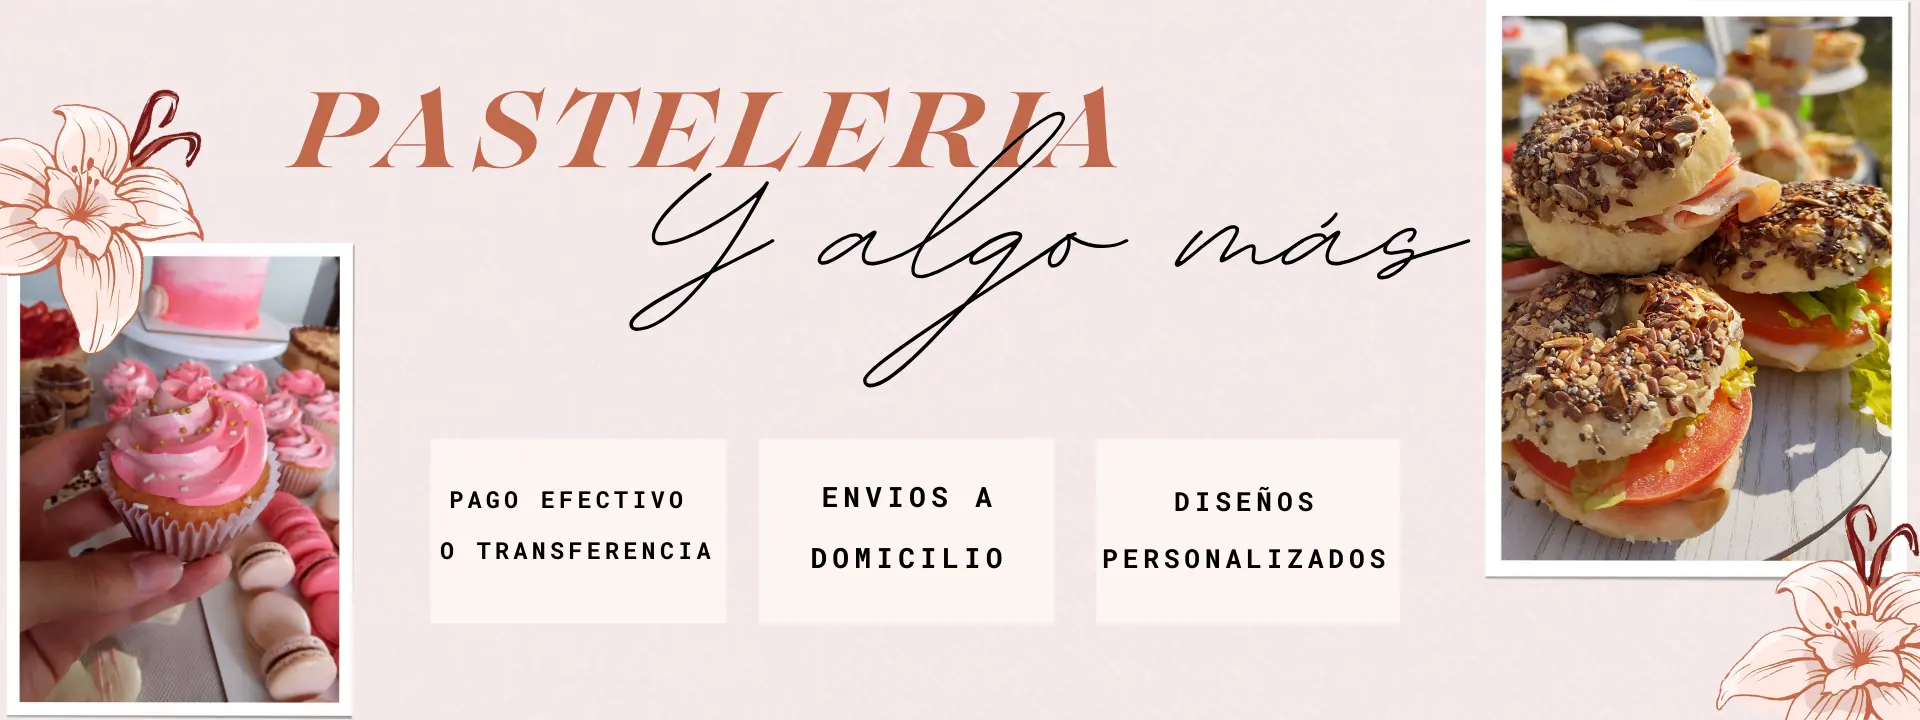 PASTELERIA
Y algo más
PAGO EFECTIVO
O TRANSFERENCIA
ENVIOS A
DOMICILIO
DISEÑOS
PERSONALIZADOS